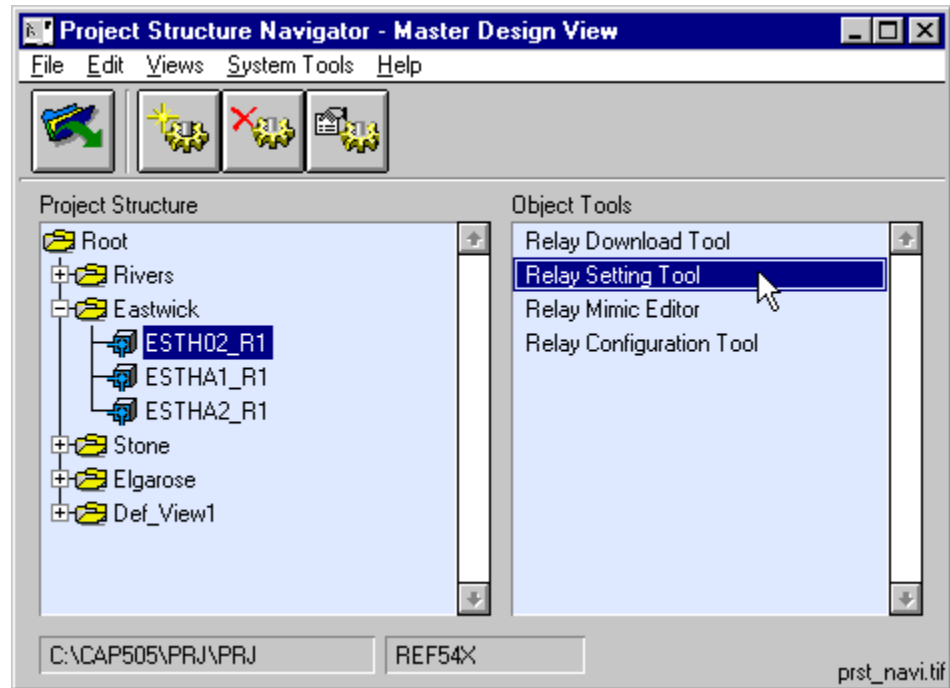 Project Structure Navigator - Master Design View
File Edit Views System Tools Help
Project Structure
Root
Rivers
Eastwick
ESTH02_R1
ESTHA1_R1
ESTHA2_R1
Stone
Elgarose
Def_View1
Object Tools
Relay Download Tool
Relay Setting Tool
Relay Mimic Editor
Relay Configuration Tool
C:\CAP505\PRJ\PRJ
REF54X
prst_navi.tif